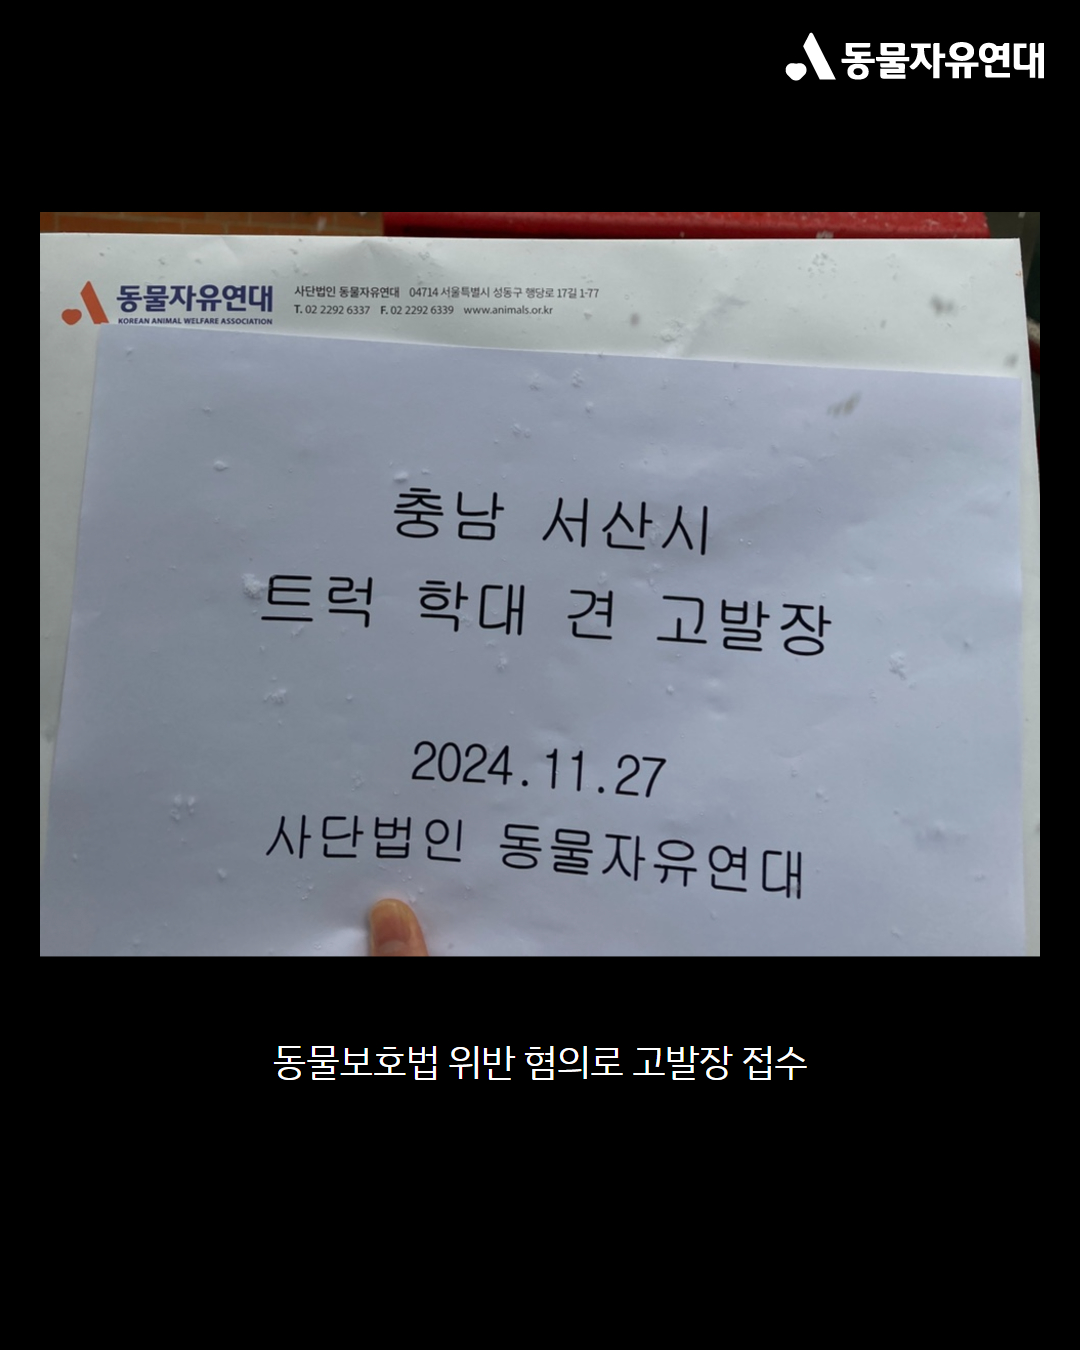 동물자유연대
동물자유연대
KOREAN ANIMAL WELFARE ASSOCIATION
사단법인 동물자유연대 04714 서울특별시 성동구 행당로 17길 1-77
T. 02 2292 6337 F. 02 2292 6339 www.animals.or.kr
충남 서산시
트럭 학대 견 고발장
2024.11.27
사단법인 동물자유연대
동물보호법 위반 혐의로 고발장 접수